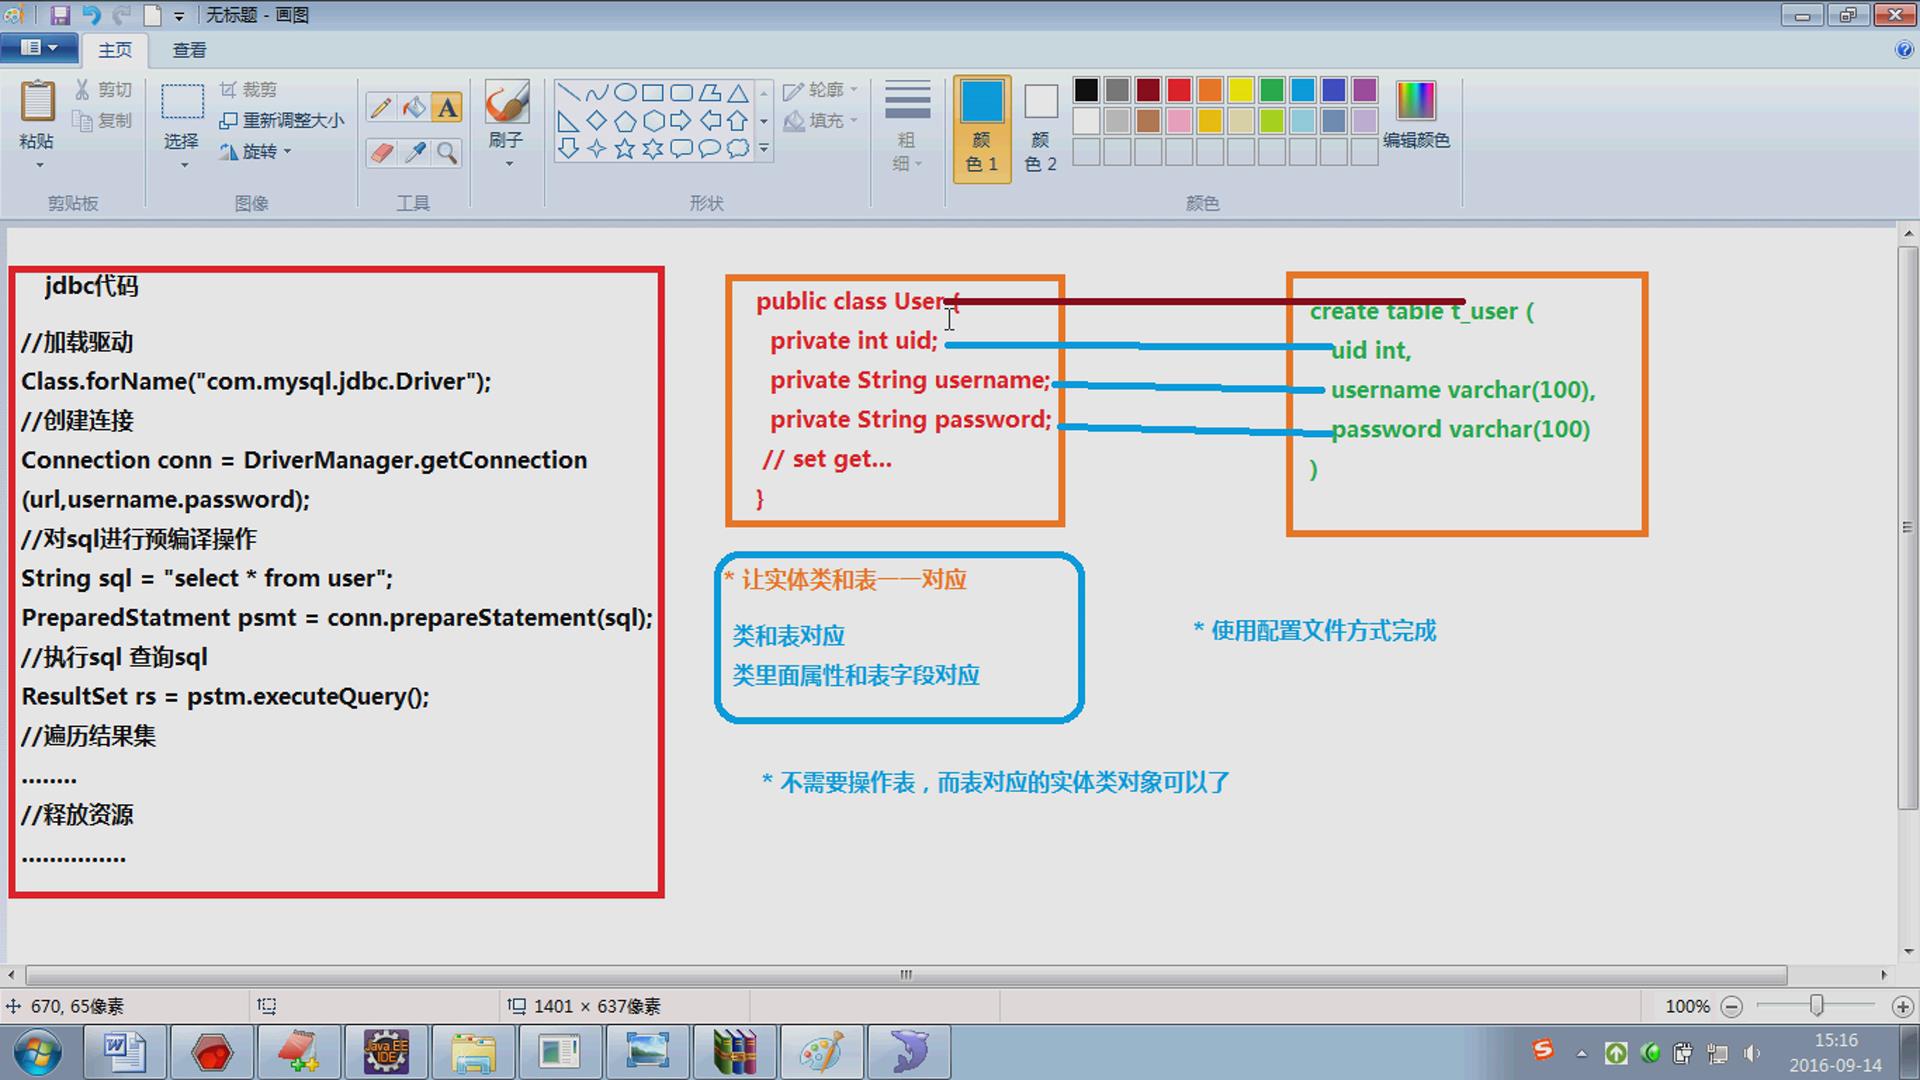 无标题 - 画图
主页
查看
粘贴
剪切
复制
剪贴板
选择
裁剪
重新调整大小
旋转
图像
A
工具
刷子
轮廓
填充
形状
粗
细
颜
色 1
颜
色 2
编辑颜色
颜色
jdbc代码
//加载驱动
Class.forName("com.mysql.jdbc.Driver");
//创建连接
Connection conn = DriverManager.getConnection
(url,username.password);
//对sql进行预编译操作
String sql = "select * from user";
PreparedStatment psmt = conn.prepareStatement(sql);
//执行sql 查询sql
ResultSet rs = pstm.executeQuery();
//遍历结果集
........
//释放资源
...............
public class User {
private int uid;
private String username;
private String password;
// set get...
}
create table t_user (
uid int,
username varchar(100),
password varchar(100)
)
* 让实体类和表一一对应
类和表对应
类里面属性和表字段对应
* 使用配置文件方式完成
* 不需要操作表，而表对应的实体类对象可以了
670, 65像素
1401 × 637像素
100%
Java EE
IDE
15:16
2016-09-14